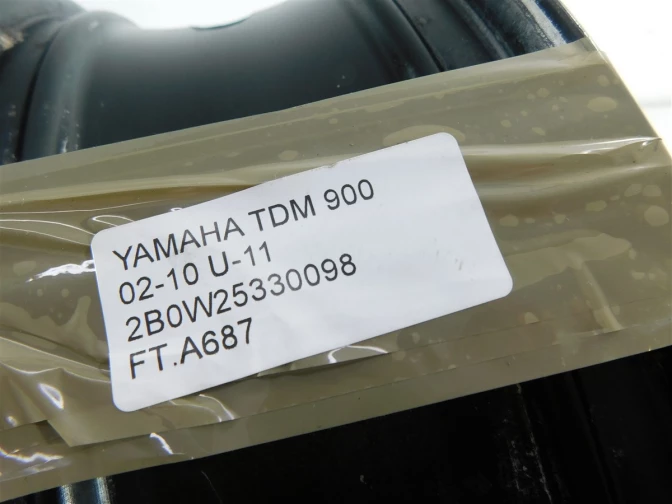 YAMAHA TDM 900
02-10 U-11
2B0W25330098
FT.A687